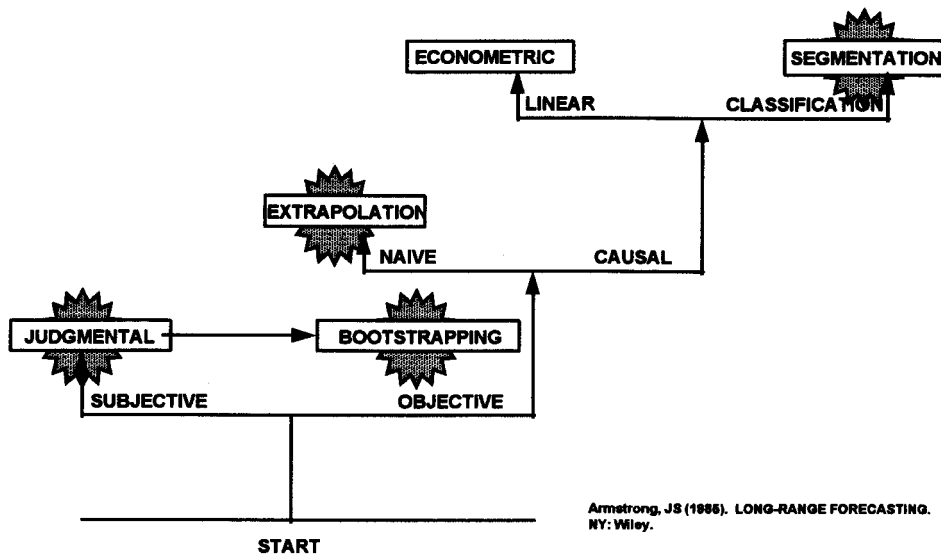 ECONOMETRIC
SEGMENTATION
LINEAR
CLASSIFICATION
EXTRAPOLATION
NAIVE
CAUSAL
JUDGMENTAL
BOOTSTRAPPING
SUBJECTIVE
OBJECTIVE
START
Armstrong, JS (1985). LONG-RANGE FORECASTING.
NY: Wiley.